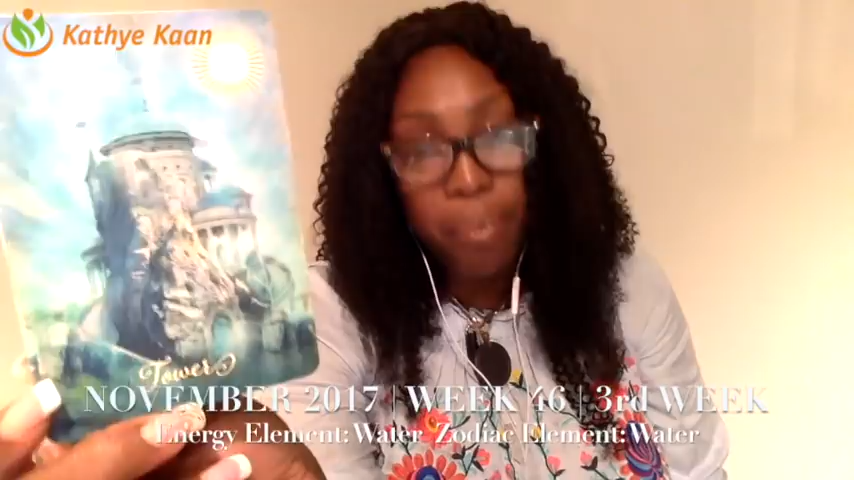 Kathye Kaan
Tower
NOVEMBER 2017 | WEEK 46 | 3rd WEEK
Energy Element: Water Zodiac Element: Water